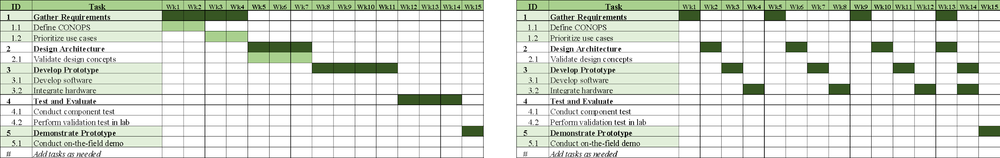 ID Task Wk1 Wk2 Wk3 Wk4 Wk5 Wk6 Wk7 Wk8 Wk9 Wk10 Wk11 Wk12 Wk13 Wk14 Wk15
1 Gather Requirements
1.1 Define CONOPS
1.2 Prioritize use cases
2 Design Architecture
2.1 Validate design concepts
3 Develop Prototype
3.1 Develop software
3.2 Integrate hardware
4 Test and Evaluate
4.1 Conduct component test
4.2 Perform validation test in lab
5 Demonstrate Prototype
5.1 Conduct on-the-field demo
# Add tasks as needed
ID Task Wk1 Wk2 Wk3 Wk4 Wk5 Wk6 Wk7 Wk8 Wk9 Wk10 Wk11 Wk12 Wk13 Wk14 Wk15
1 Gather Requirements
1.1 Define CONOPS
1.2 Prioritize use cases
2 Design Architecture
2.1 Validate design concepts
3 Develop Prototype
3.1 Develop software
3.2 Integrate hardware
4 Test and Evaluate
4.1 Conduct component test
4.2 Perform validation test in lab
5 Demonstrate Prototype
5.1 Conduct on-the-field demo
# Add tasks as needed